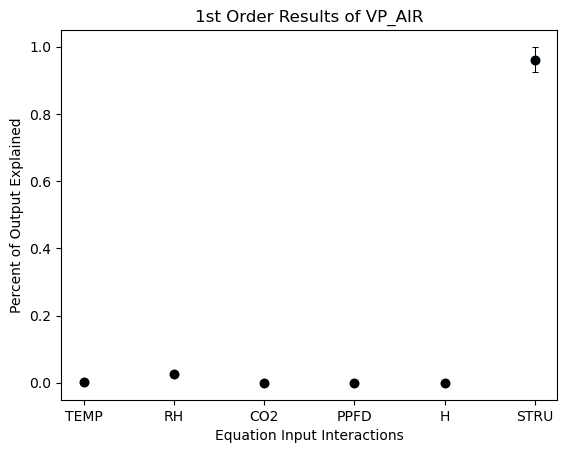 1st Order Results of VP_AIR
Percent of Output Explained
1.0
0.8
0.6
0.4
0.2
0.0
TEMP RH CO2 PPFD H STRU
Equation Input Interactions